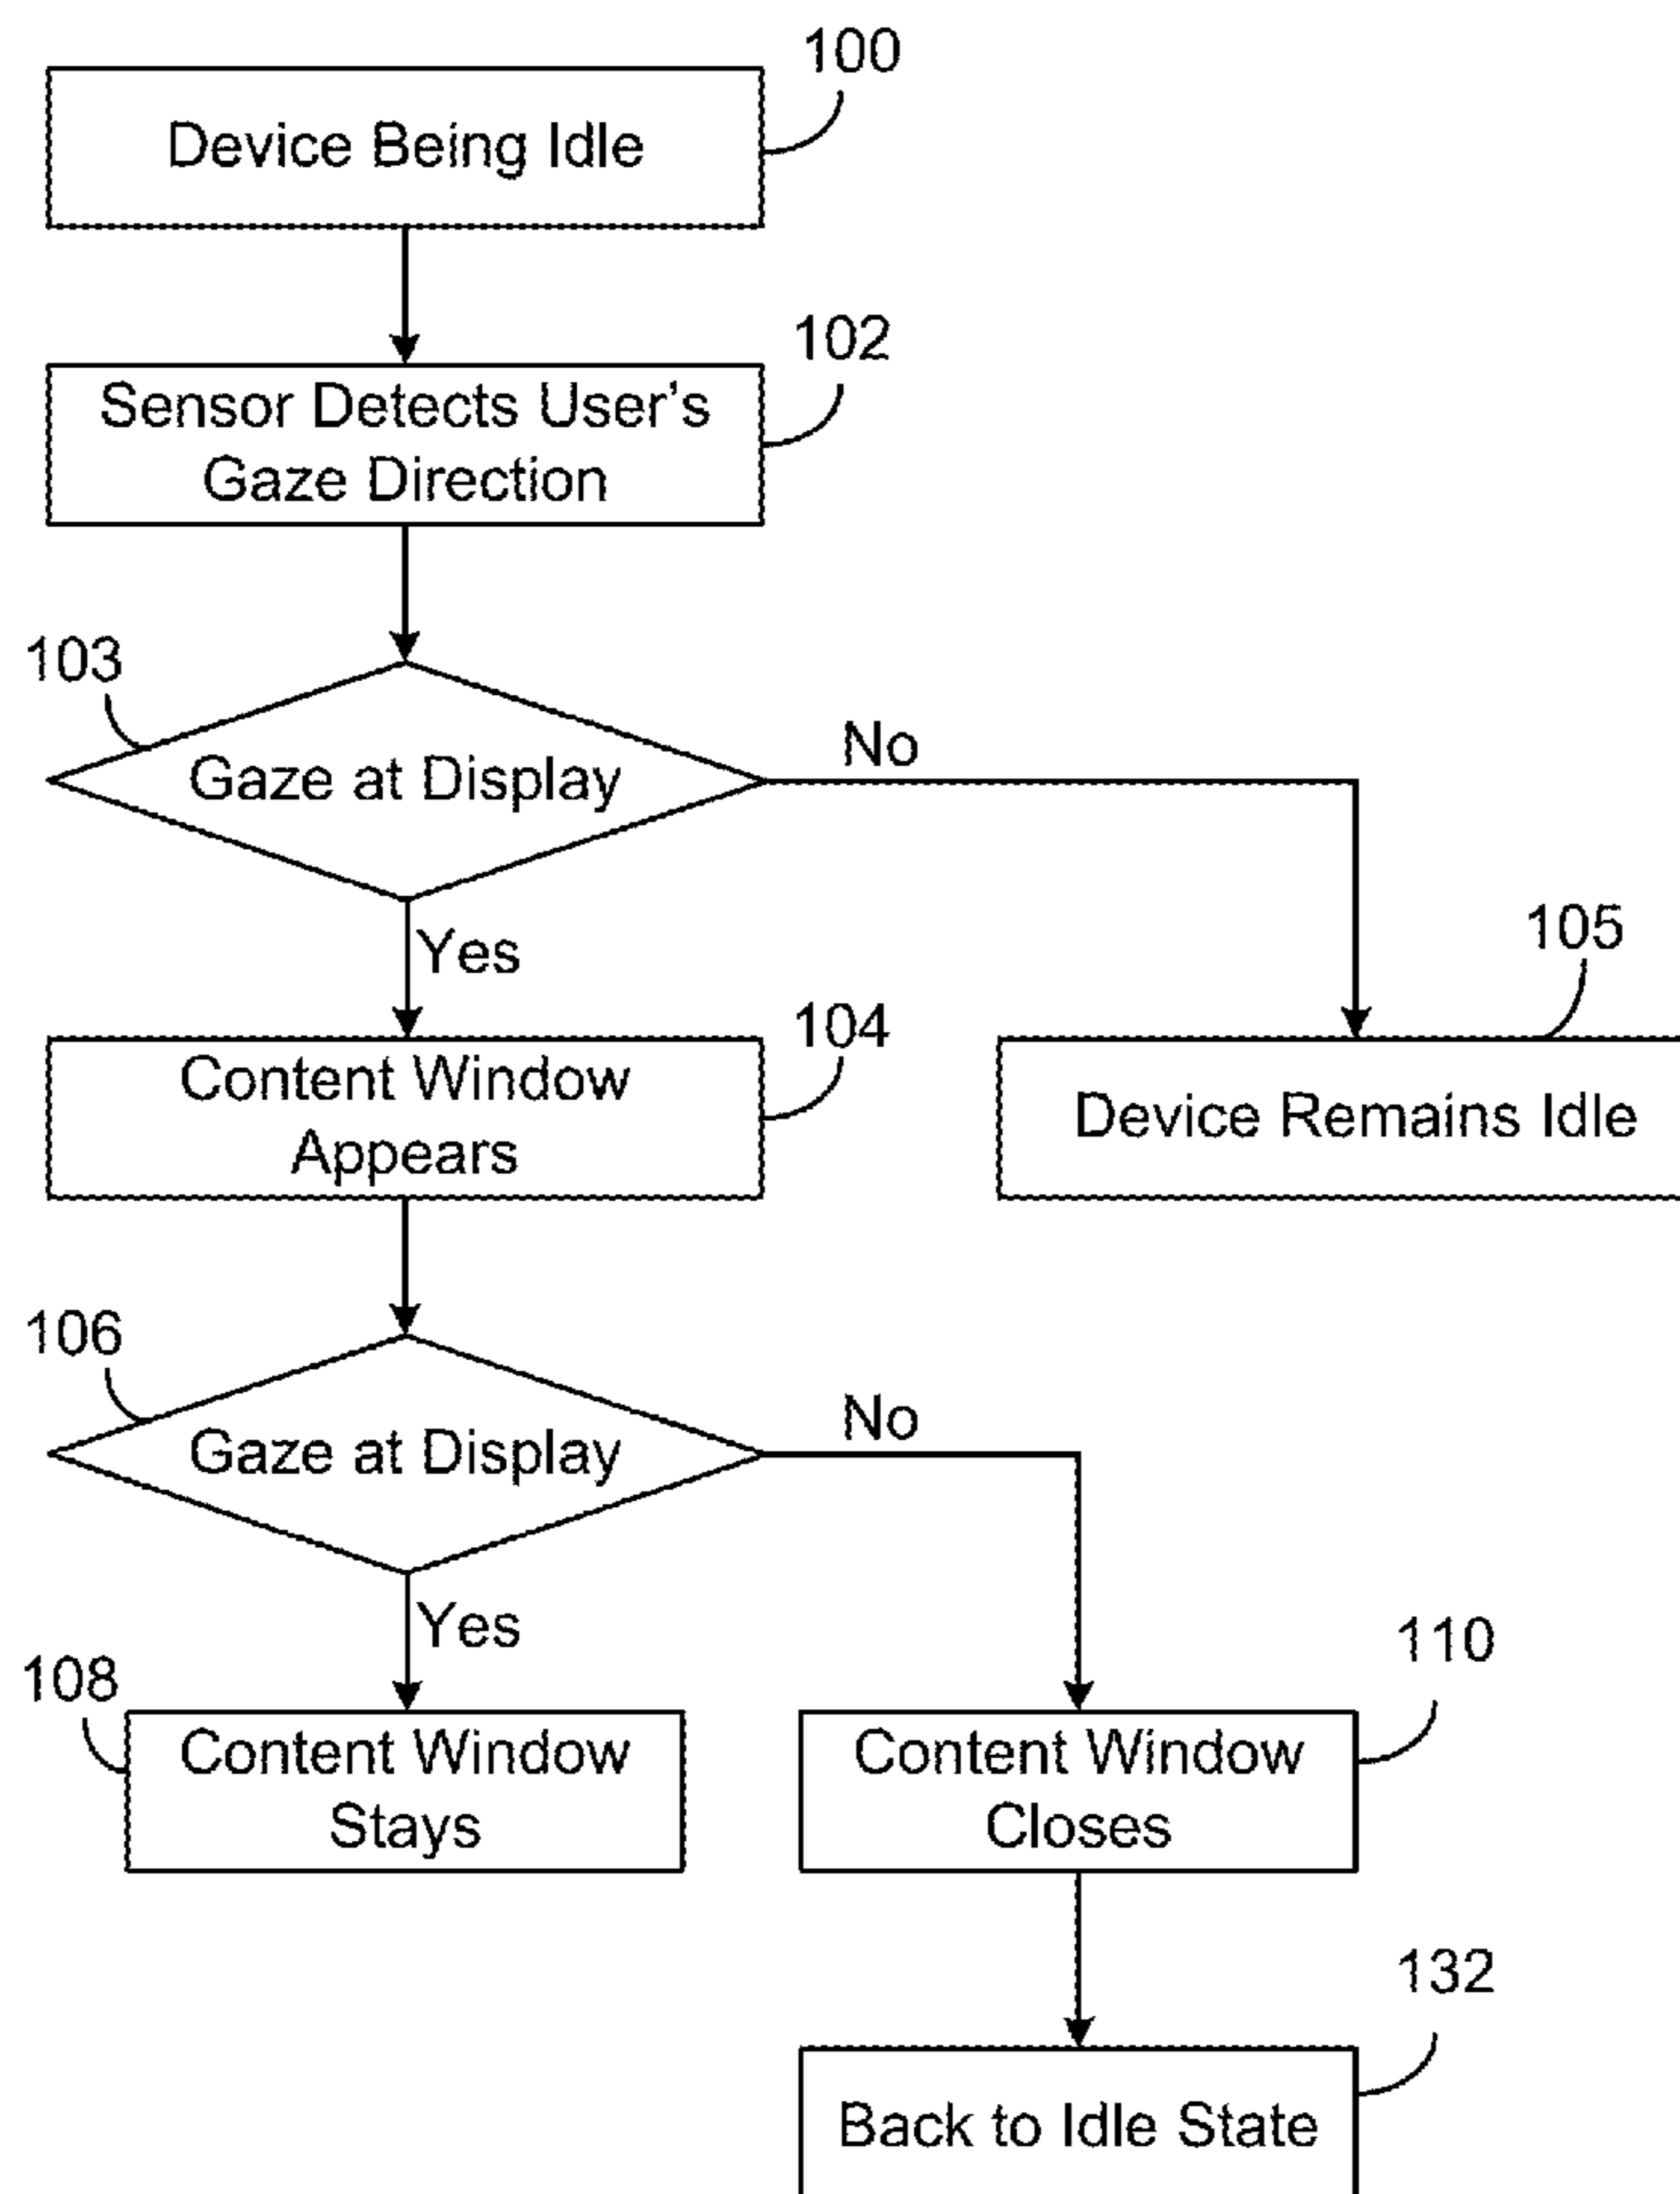 100
Device Being Idle
102
Sensor Detects User's
Gaze Direction
103
Gaze at Display
No
Yes
105
104
Content Window
Appears
Device Remains Idle
106
Gaze at Display
No
Yes
108
110
Content Window
Stays
Content Window
Closes
132
Back to Idle State